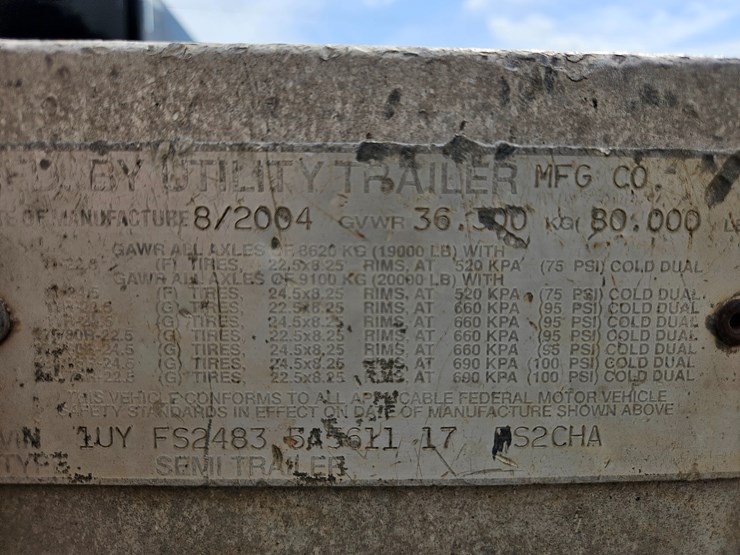 BY UTILITY TRAILER MFG CO.
OF MANUFACTURE 8/2004 GVWR KG( 80.000
GAWR ALL AXLES OF 8620 KG (19000 LB) WITH
(F) TIRES, 22.5x8.25 RIMS, AT 520 KPA (75 PSI) COLD DUAL
GAWR ALL AXLES OF 9100 KG (20000 LB) WITH
(F) TIRES, 24.5x8.25 RIMS, AT 520 KPA (75 PSI) COLD DUAL
(G) TIRES, 22.5x8.25 RIMS, AT 660 KPA (95 PSI) COLD DUAL
(G) TIRES, 24.5x8.25 RIMS, AT 660 KPA (95 PSI) COLD DUAL
(G) TIRES, 22.5x8.25 RIMS, AT 660 KPA (95 PSI) COLD DUAL
(G) TIRES, 24.5x8.25 RIMS, AT 660 KPA (95 PSI) COLD DUAL
(G) TIRES, 24.5x8.25 AT 690 KPA (100 PSI) COLD DUAL
(G) TIRES, 22.5x8.25 AT 690 KPA (100 PSI) COLD DUAL
THIS VEHICLE CONFORMS TO ALL APPLICABLE FEDERAL MOTOR VEHICLE
SAFETY STANDARDS IN EFFECT ON DATE OF MANUFACTURE SHOWN ABOVE
VIN 1UY FS2483 17
TYPE SEMI TRAILER